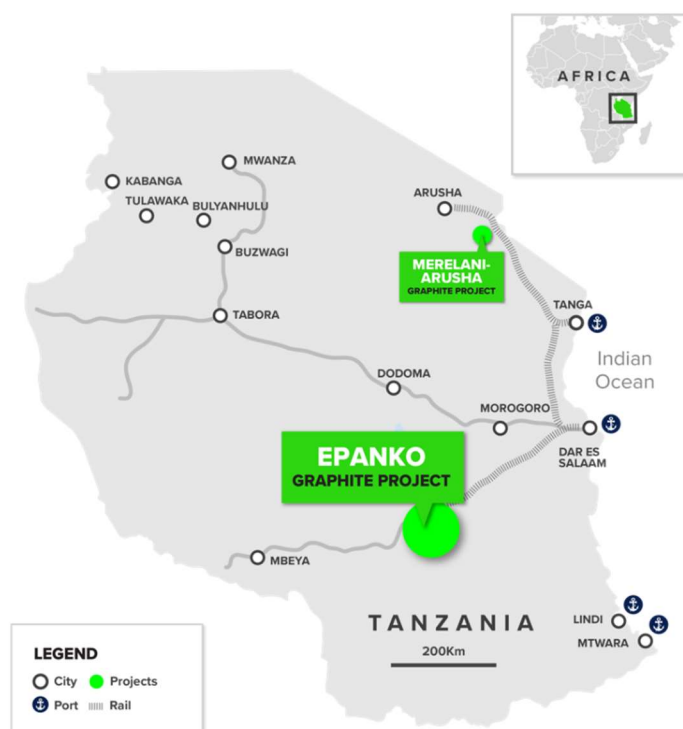 AFRICA
MWANZA
KABANGA
TULAWAKA
BULYANHULU
ARUSHA
BUZWAGI
MERELANI-
ARUSHA
GRAPHITE PROJECT
TABORA
TANGA
Indian
Ocean
DODOMA
MOROGORO
DAR ES
SALAAM
EPANKO
GRAPHITE PROJECT
MBEYA
TANZANIA
LINDI
MTWARA
200Km
LEGEND
City
Projects
Port
Rail